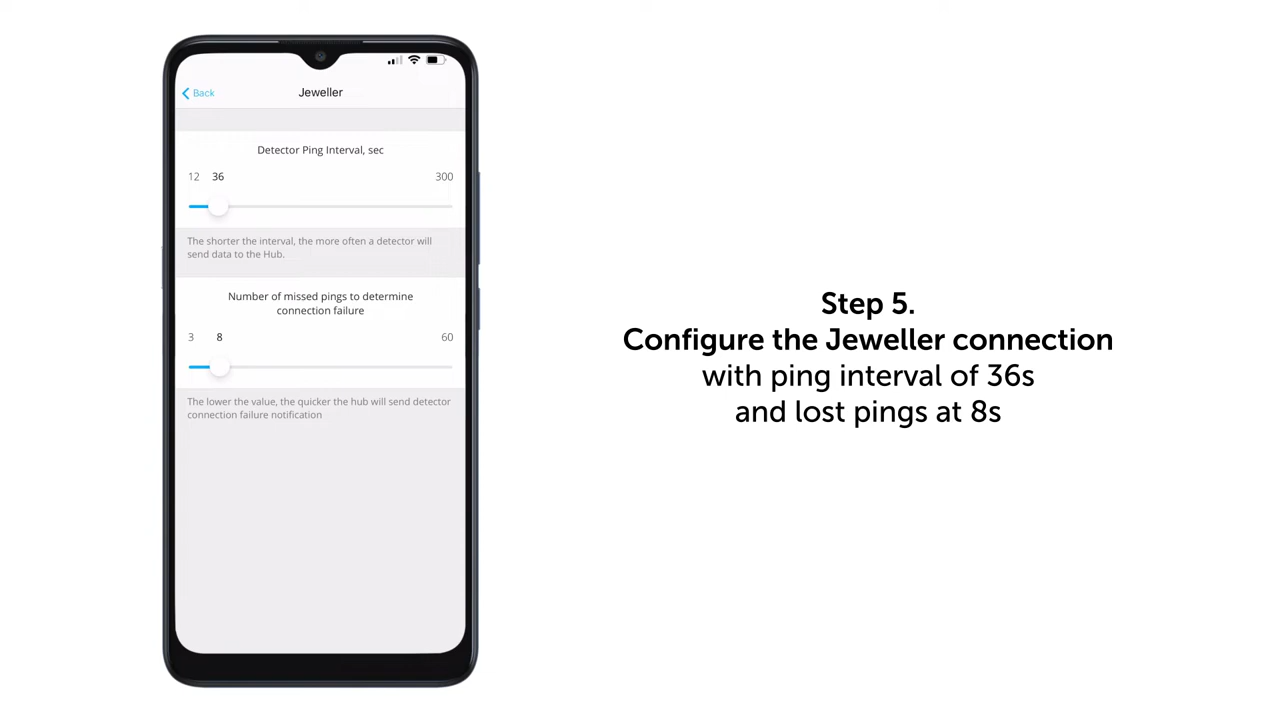 Back
Jeweller
Detector Ping Interval, sec
12 36 300
The shorter the interval, the more often a detector will
send data to the Hub.
Number of missed pings to determine
connection failure
3 8 60
The lower the value, the quicker the hub will send detector
connection failure notification
Step 5.
Configure the Jeweller connection
with ping interval of 36s
and lost pings at 8s